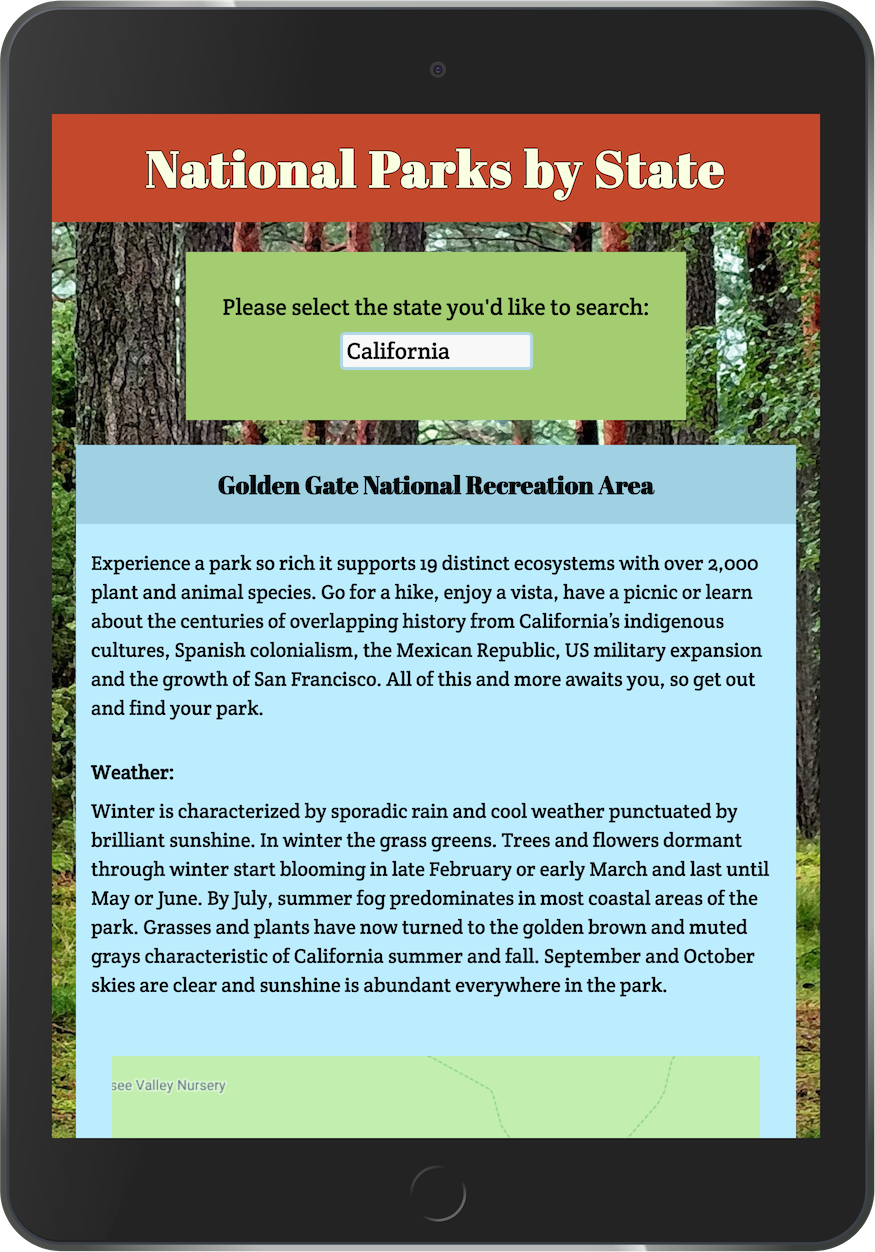 National Parks by State
Please select the state you'd like to search:
California
Golden Gate National Recreation Area
Experience a park so rich it supports 19 distinct ecosystems with over 2,000
plant and animal species. Go for a hike, enjoy a vista, have a picnic or learn
about the centuries of overlapping history from California’s indigenous
cultures, Spanish colonialism, the Mexican Republic, US military expansion
and the growth of San Francisco. All of this and more awaits you, so get out
and find your park.
Weather:
Winter is characterized by sporadic rain and cool weather punctuated by
brilliant sunshine. In winter the grass greens. Trees and flowers dormant
through winter start blooming in late February or early March and last until
May or June. By July, summer fog predominates in most coastal areas of the
park. Grasses and plants have now turned to the golden brown and muted
grays characteristic of California summer and fall. September and October
skies are clear and sunshine is abundant everywhere in the park.
see Valley Nursery